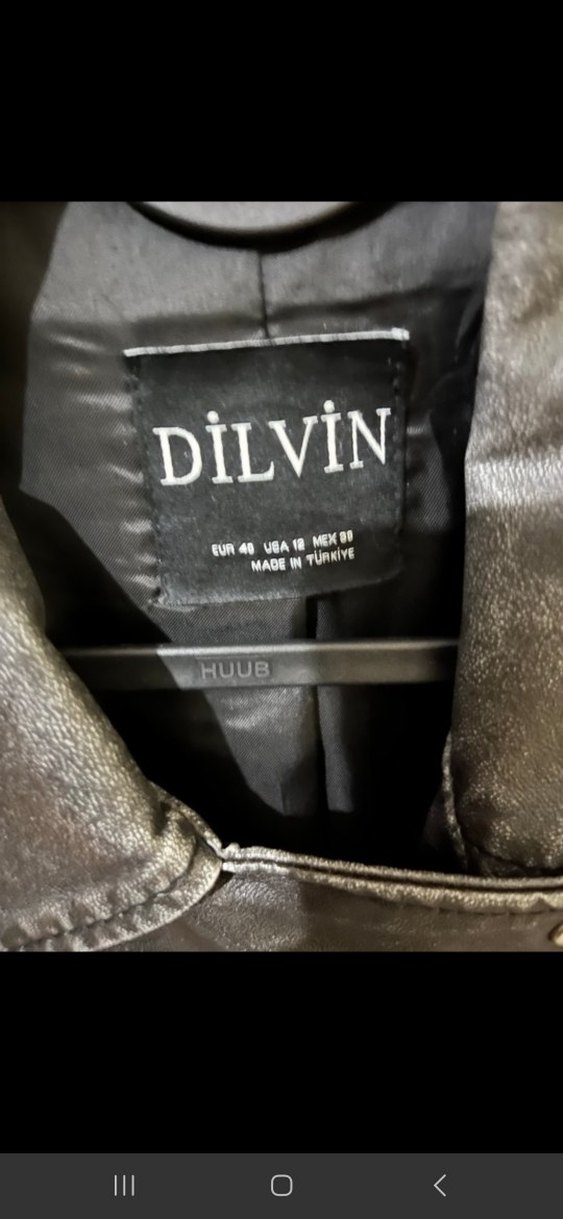 DİLVİN
EUR 40 USA 12 MEX
MADE IN TÜRKİYE
HUUB